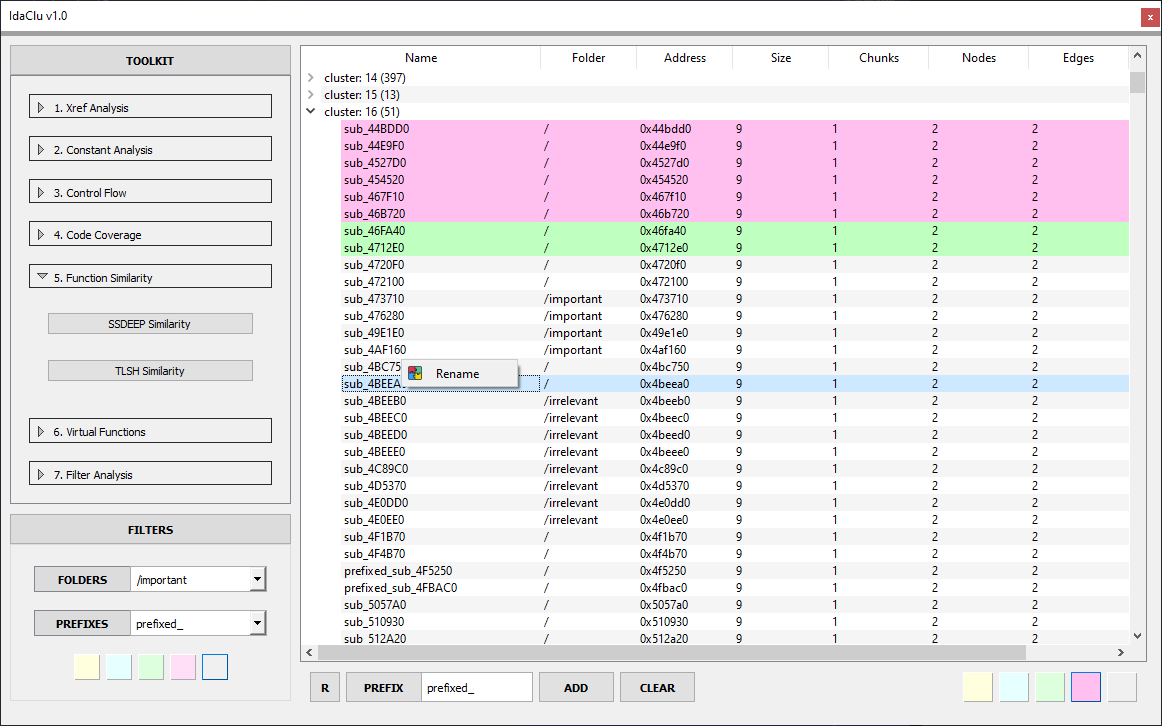 IdaClu v1.0
x
TOOLKIT
1. Xref Analysis
2. Constant Analysis
3. Control Flow
4. Code Coverage
5. Function Similarity
SSDEEP Similarity
TLSH Similarity
6. Virtual Functions
7. Filter Analysis
FILTERS
FOLDERS /important
PREFIXES prefixed_
Name Folder Address Size Chunks Nodes Edges
cluster: 14 (397)
cluster: 15 (13)
cluster: 16 (51)
sub_44BDD0 / 0x44bdd0 9 1 2 2
sub_44E9F0 / 0x44e9f0 9 1 2 2
sub_4527D0 / 0x4527d0 9 1 2 2
sub_454520 / 0x454520 9 1 2 2
sub_467F10 / 0x467f10 9 1 2 2
sub_46B720 / 0x46b720 9 1 2 2
sub_46FA40 / 0x46fa40 9 1 2 2
sub_4712E0 / 0x4712e0 9 1 2 2
sub_4720F0 / 0x4720f0 9 1 2 2
sub_472100 / 0x472100 9 1 2 2
sub_473710 /important 0x473710 9 1 2 2
sub_476280 /important 0x476280 9 1 2 2
sub_49E1E0 /important 0x49e1e0 9 1 2 2
sub_4AF160 /important 0x4af160 9 1 2 2
sub_4BC75 / 0x4bc750 9 1 2 2
Rename
sub_4BEEA / 0x4beea0 9 1 2 2
sub_4BEEB0 /irrelevant 0x4beeb0 9 1 2 2
sub_4BEEC0 /irrelevant 0x4beec0 9 1 2 2
sub_4BEED0 /irrelevant 0x4beed0 9 1 2 2
sub_4BEEE0 /irrelevant 0x4beee0 9 1 2 2
sub_4C89C0 /irrelevant 0x4c89c0 9 1 2 2
sub_4D5370 /irrelevant 0x4d5370 9 1 2 2
sub_4E0DD0 /irrelevant 0x4e0dd0 9 1 2 2
sub_4E0EE0 /irrelevant 0x4e0ee0 9 1 2 2
sub_4F1B70 / 0x4f1b70 9 1 2 2
sub_4F4B70 / 0x4f4b70 9 1 2 2
prefixed_sub_4F5250 / 0x4f5250 9 1 2 2
prefixed_sub_4FBAC0 / 0x4fbac0 9 1 2 2
sub_5057A0 / 0x5057a0 9 1 2 2
sub_510930 / 0x510930 9 1 2 2
sub_512A20 / 0x512a20 9 1 2 2
R PREFIX prefixed_ ADD CLEAR